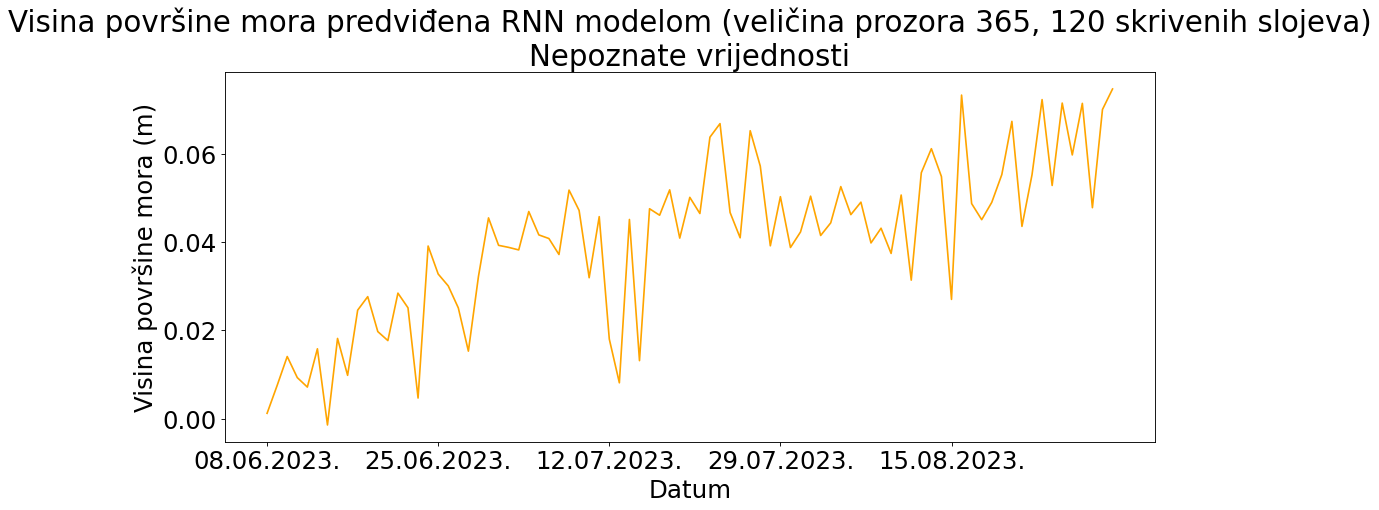 Visina površine mora predviđena RNN modelom (veličina prozora 365, 120 skrivenih slojeva)
Nepoznate vrijednosti
Visina površine mora (m)
0.06
0.04
0.02
0.00
08.06.2023. 25.06.2023. 12.07.2023. 29.07.2023. 15.08.2023.
Datum